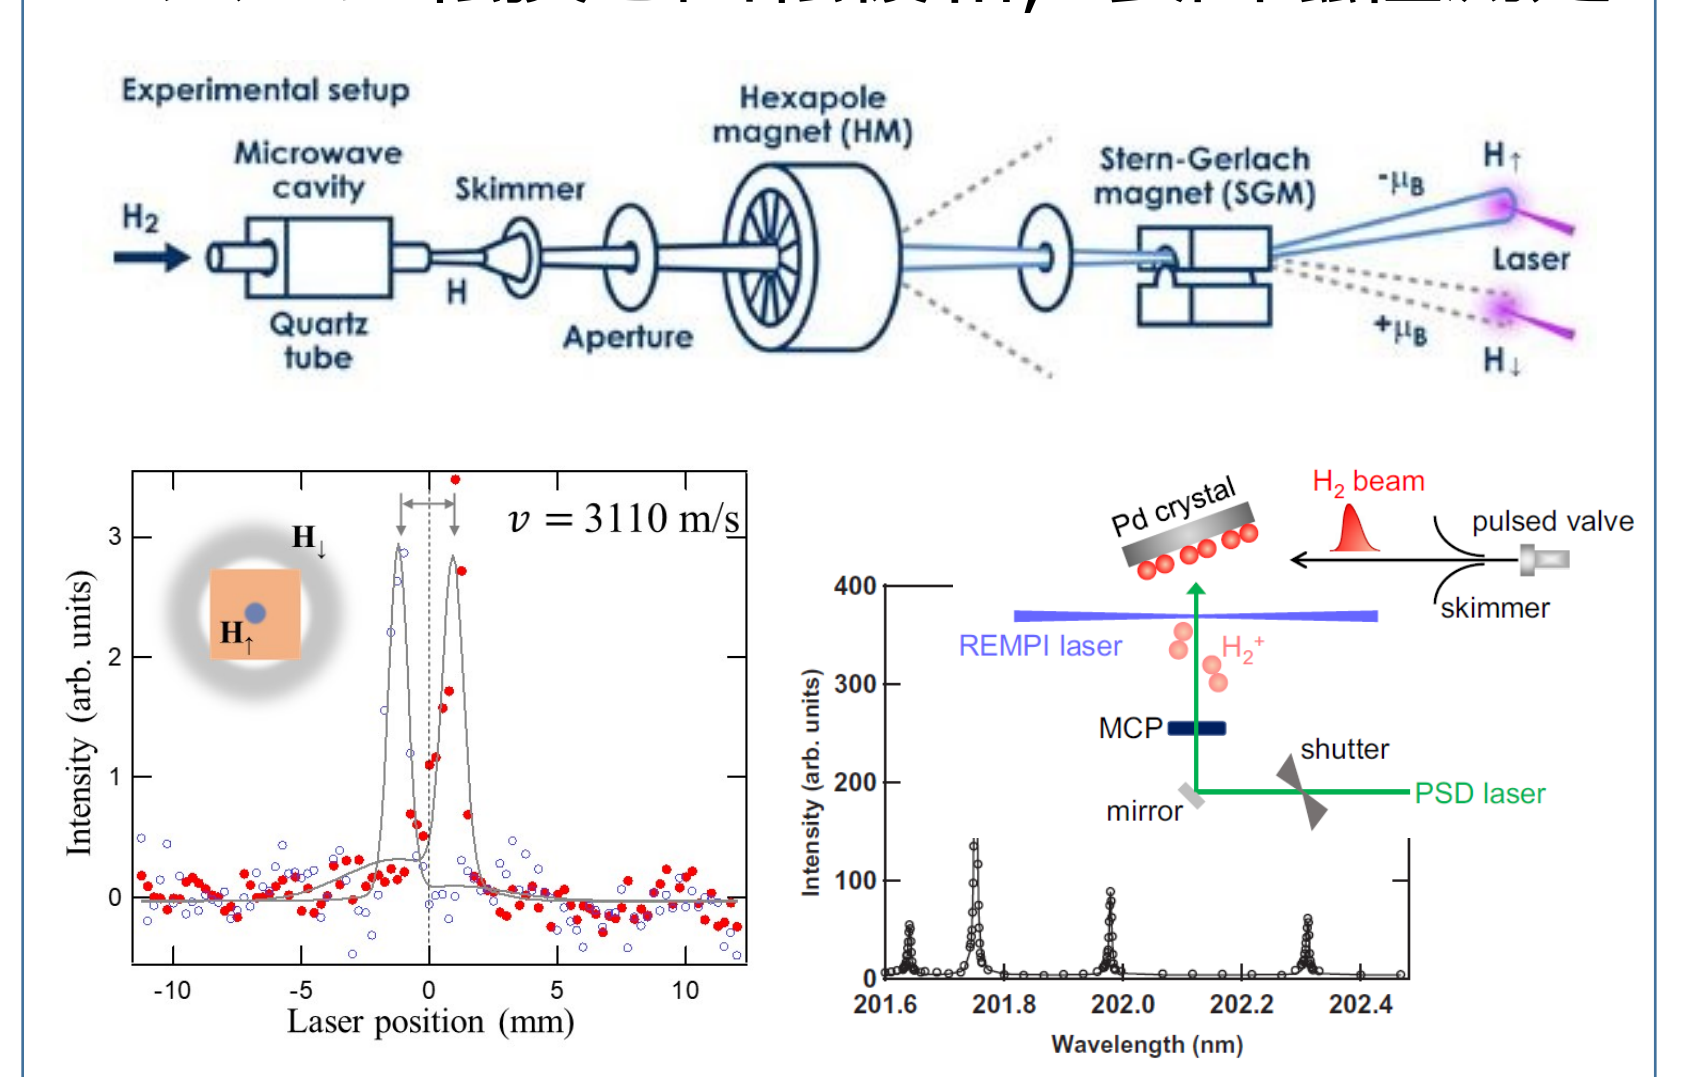 Experimental setup
Microwave
cavity
H₂
Quartz
tube
H
Skimmer
Aperture
Hexapole
magnet (HM)
Stern-Gerlach
magnet (SGM)
-μB
H↑
Laser
+μB
H↓
v = 3110 m/s
H↓
H↑
Intensity (arb. units)
3
2
1
0
-10 -5 0 5 10
Laser position (mm)
H₂ beam
Pd crystal
pulsed valve
skimmer
REMPI laser
H₂⁺
MCP
shutter
mirror
PSD laser
Intensity (arb. units)
400
300
200
100
0
201.6 201.8 202.0 202.2 202.4
Wavelength (nm)